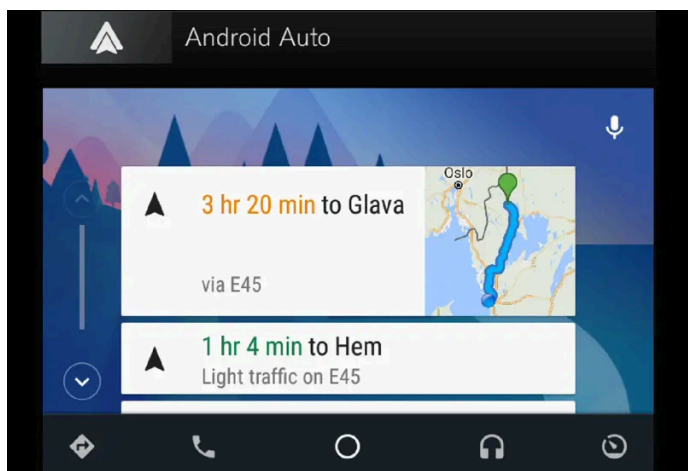 Android Auto
3 hr 20 min to Glava
via E45
Oslo
1 hr 4 min to Hem
Light traffic on E45